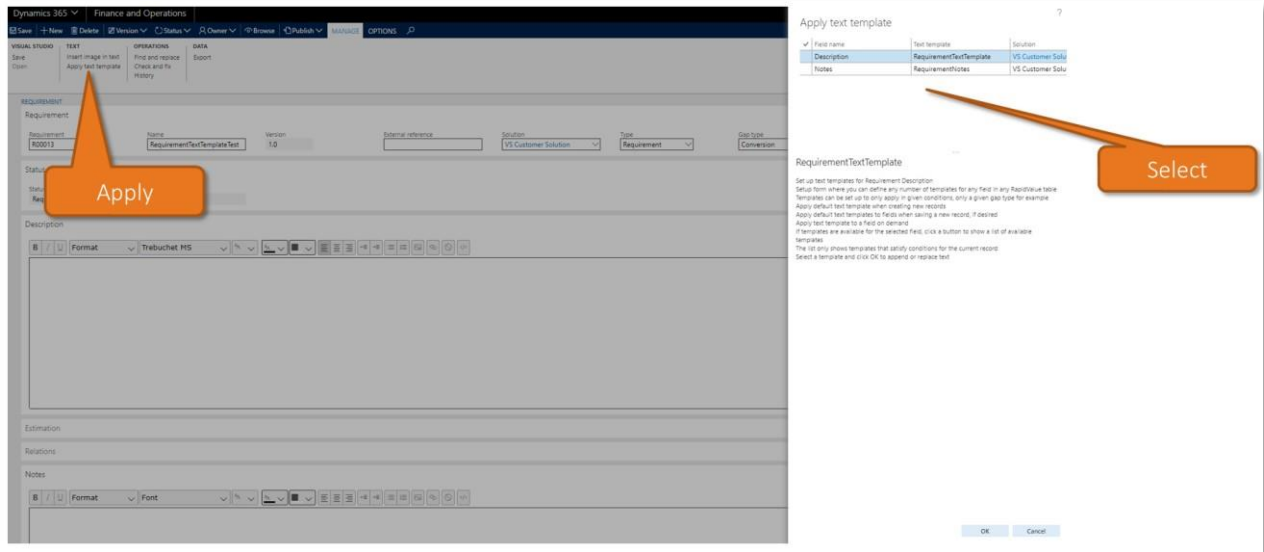 Dynamics 365 Finance and Operations
Save + New Delete Version Status Owner Browse Publish MANAGE OPTIONS
VISUAL STUDIO TEXT OPERATIONS DATA
Save Insert image in text Find and replace Export
Open Apply text template Check and fix
History
REQUIREMENT
Requirement
Requirement Name Version External reference Solution Type Gap type
R00013 RequirementTextTemplateTest 1.0 VS Customer Solution Requirement Conversion
Status
Apply
Description
B I U Format Trebuchet MS
Estimation
Relations
Notes
B I U Format Font
?
Apply text template
Field name Text template Solution
Description RequirementTextTemplate VS Customer Solu
Notes RequirementNotes VS Customer Solu
Select
RequirementTextTemplate
Set up text templates for Requirement Description
Setup form where you can define any number of templates for any field in any RapidValue table
Templates can be set up to only apply in given conditions, only a given gap type for example
Apply default text template when creating new records
Apply default text templates to fields when saving a new record, if desired
Apply text template to a field on demand
If templates are available for the selected field, click a button to show a list of available
templates
The list only shows templates that satisfy conditions for the current record
Select a template and click OK to append or replace text
OK Cancel